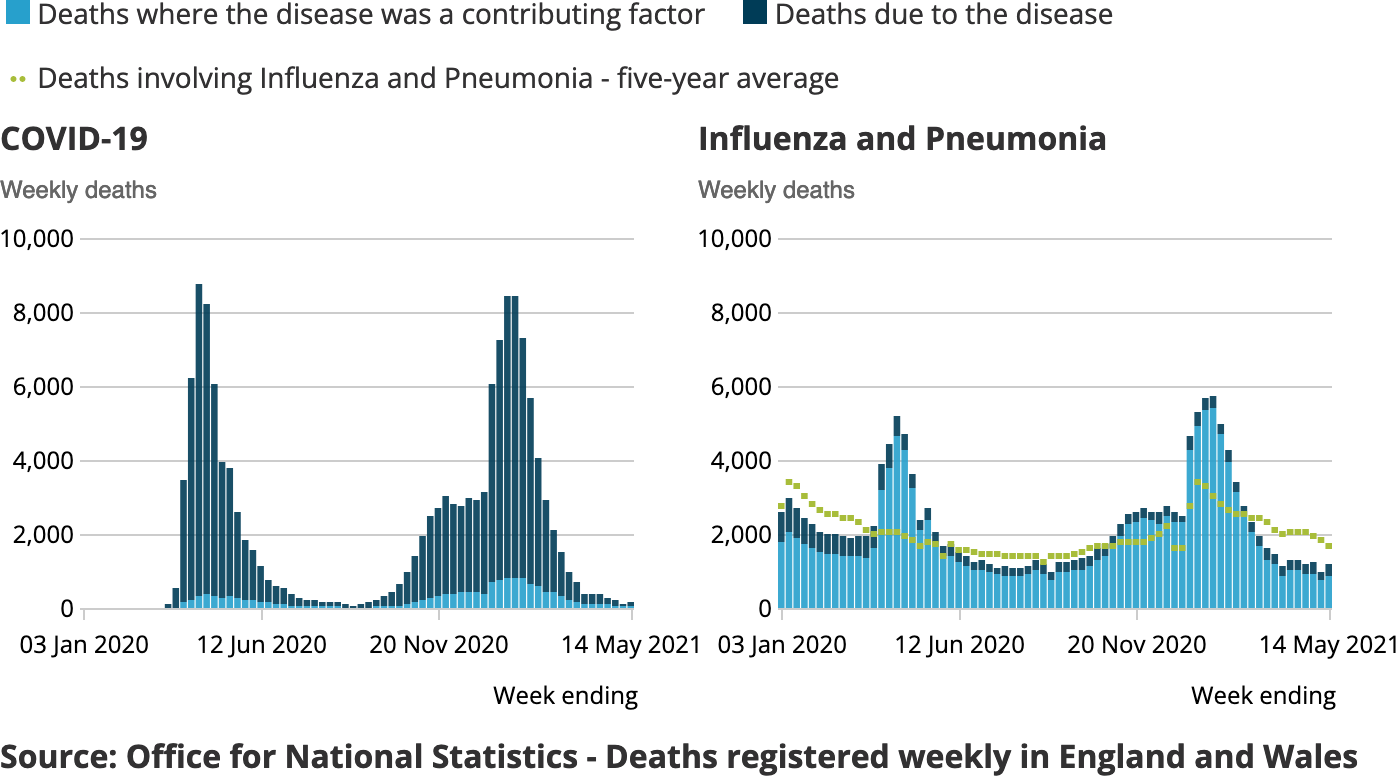 Deaths where the disease was a contributing factor Deaths due to the disease
Deaths involving Influenza and Pneumonia - five-year average
COVID-19
Weekly deaths
10,000
8,000
6,000
4,000
2,000
0
03 Jan 2020 12 Jun 2020 20 Nov 2020 14 May 2021
Week ending
Influenza and Pneumonia
Weekly deaths
10,000
8,000
6,000
4,000
2,000
0
03 Jan 2020 12 Jun 2020 20 Nov 2020 14 May 2021
Week ending
Source: Office for National Statistics - Deaths registered weekly in England and Wales